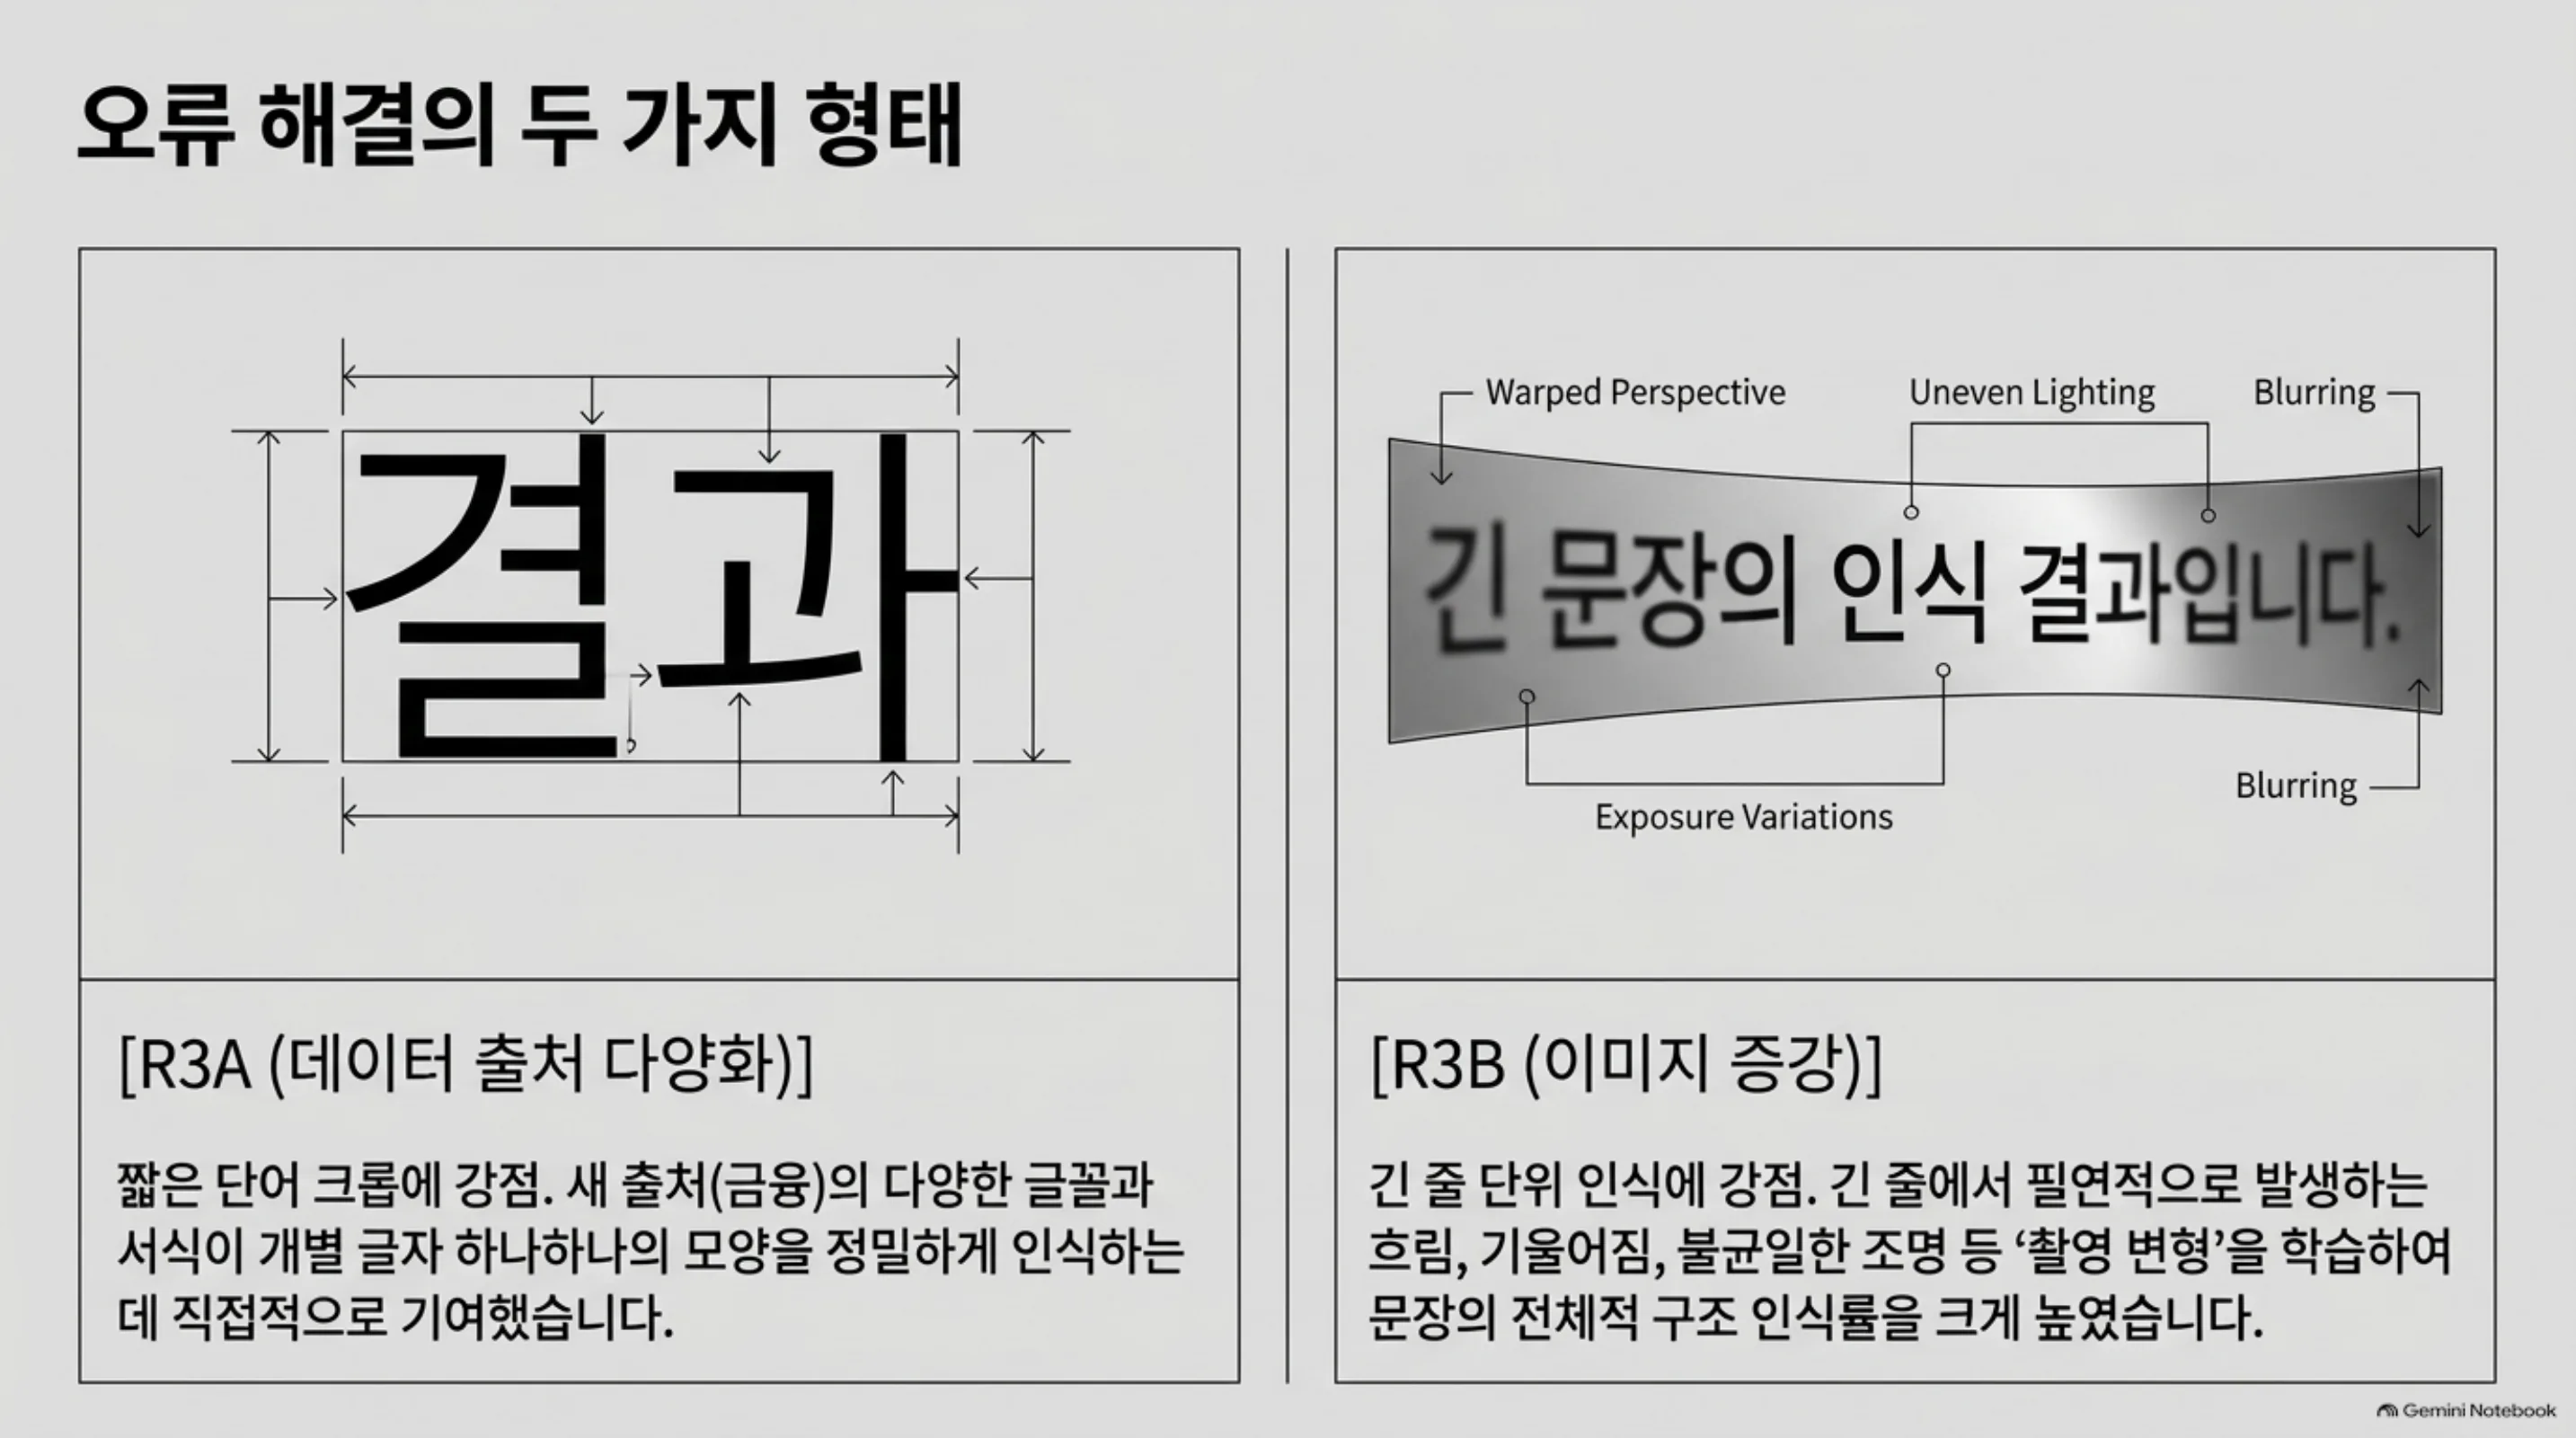 오류 해결의 두 가지 형태
결과
[R3A (데이터 출처 다양화)]
짧은 단어 크롭에 강점. 새 출처(금융)의 다양한 글꼴과
서식이 개별 글자 하나하나의 모양을 정밀하게 인식하는
데 직접적으로 기여했습니다.
Warped Perspective
Uneven Lighting
Blurring
긴 문장의 인식 결과입니다.
Exposure Variations
Blurring
[R3B (이미지 증강)]
긴 줄 단위 인식에 강점. 긴 줄에서 필연적으로 발생하는
흐림, 기울어짐, 불균일한 조명 등 ‘촬영 변형’을 학습하여
문장의 전체적 구조 인식률을 크게 높였습니다.
Gemini Notebook